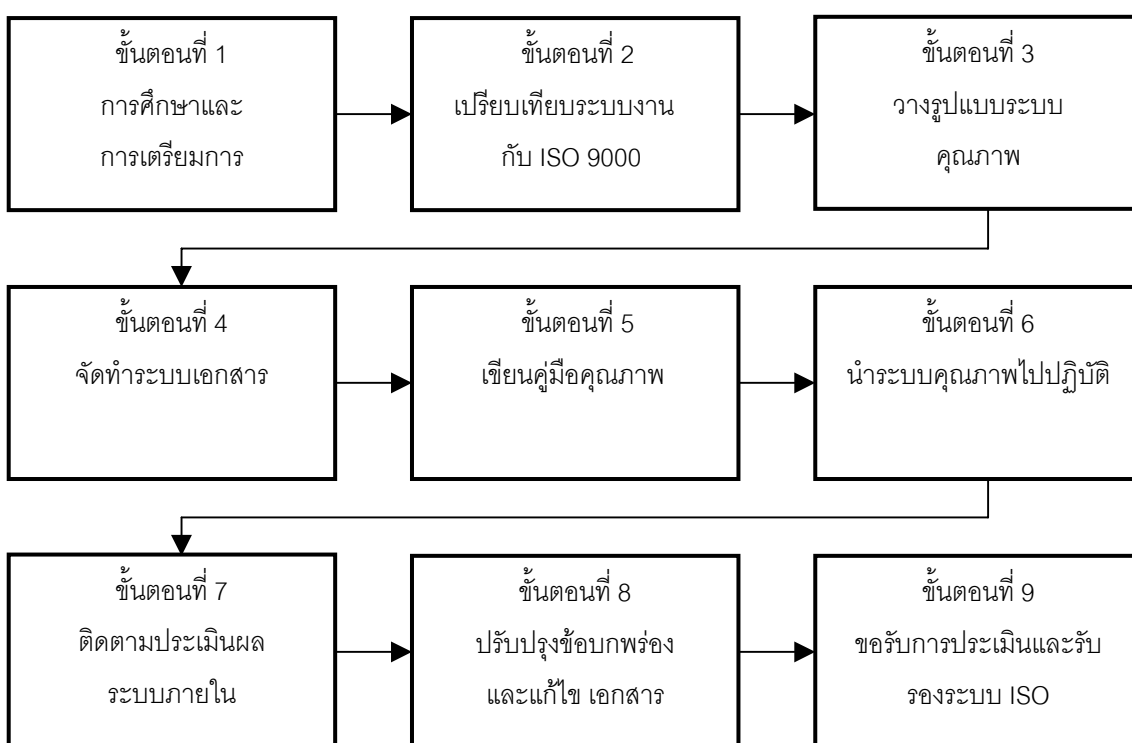 ขั้นตอนที่ 1
การศึกษาและ
การเตรียมการ
ขั้นตอนที่ 2
เปรียบเทียบระบบงาน
กับ ISO 9000
ขั้นตอนที่ 3
วางรูปแบบระบบ
คุณภาพ
ขั้นตอนที่ 4
จัดทำระบบเอกสาร
ขั้นตอนที่ 5
เขียนคู่มือคุณภาพ
ขั้นตอนที่ 6
นำระบบคุณภาพไปปฏิบัติ
ขั้นตอนที่ 7
ติดตามประเมินผล
ระบบภายใน
ขั้นตอนที่ 8
ปรับปรุงข้อบกพร่อง
และแก้ไข เอกสาร
ขั้นตอนที่ 9
ขอรับการประเมินและรับ
รองระบบ ISO